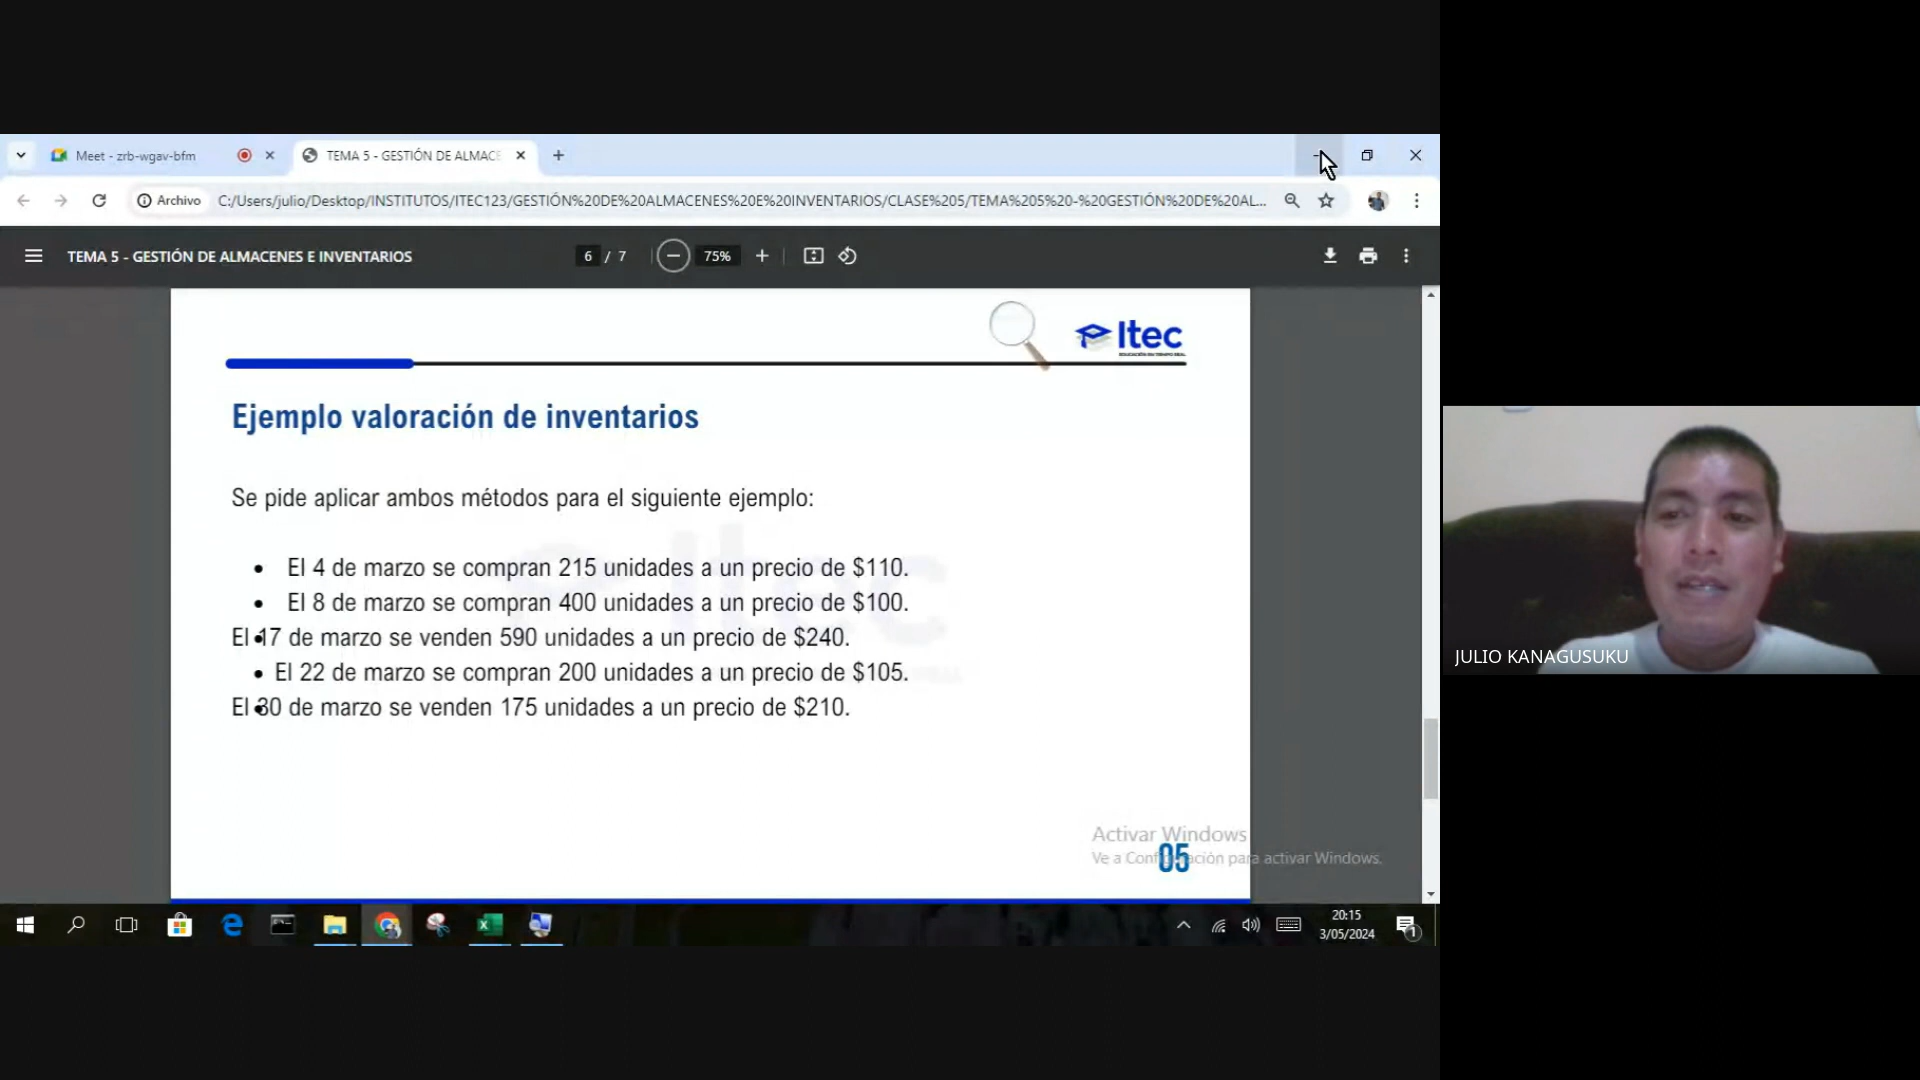 Meet - zrb-wgav-bfm
TEMA 5 - GESTIÓN DE ALMACE
Archivo
C:/Users/julio/Desktop/INSTITUTOS/ITEC123/GESTIÓN%20DE%20ALMACENES%20E%20INVENTARIOS/CLASE%205/TEMA%205%20-%20GESTIÓN%20DE%20AL...
TEMA 5 - GESTIÓN DE ALMACENES E INVENTARIOS
6 / 7
75%
Itec
Ejemplo valoración de inventarios
Se pide aplicar ambos métodos para el siguiente ejemplo:
• El 4 de marzo se compran 215 unidades a un precio de $110.
• El 8 de marzo se compran 400 unidades a un precio de $100.
El 17 de marzo se venden 590 unidades a un precio de $240.
• El 22 de marzo se compran 200 unidades a un precio de $105.
El 30 de marzo se venden 175 unidades a un precio de $210.
Activar Windows
Ve a Configuración para activar Windows.
05
JULIO KANAGUSUKU
20:15
3/05/2024
1